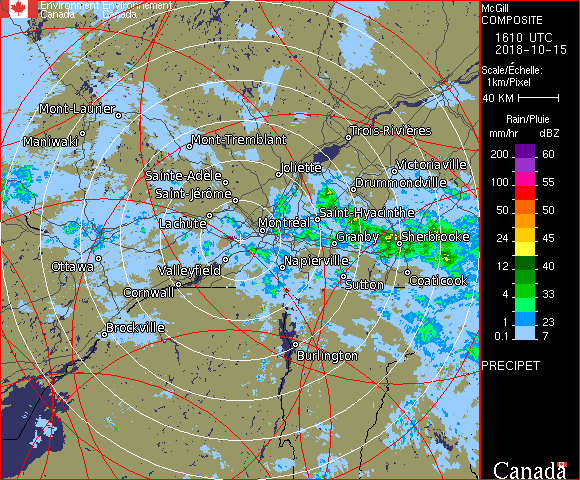 Environment Environnement
Canada Canada
McGill
COMPOSITE
1610 UTC
2018-10-15
Scale/Échelle:
1km/Pixel
40 KM
Rain/Pluie
mm/hr dBZ
200 60
100 55
50 50
24 45
12 40
4 33
1 23
0.1 7
PRECIPET
Canada
Mont-Laurier
Maniwaki
Mont-Tremblant
Trois-Rivières
Joliette
Victoriaville
Sainte-Adèle
Drummondville
Saint-Jérôme
Lachute
Saint-Hyacinthe
Montréal
Granby
Sherbrooke
Ottawa
Valleyfield
Napierville
Cornwall
Sutton
Coaticook
Brockville
Burlington